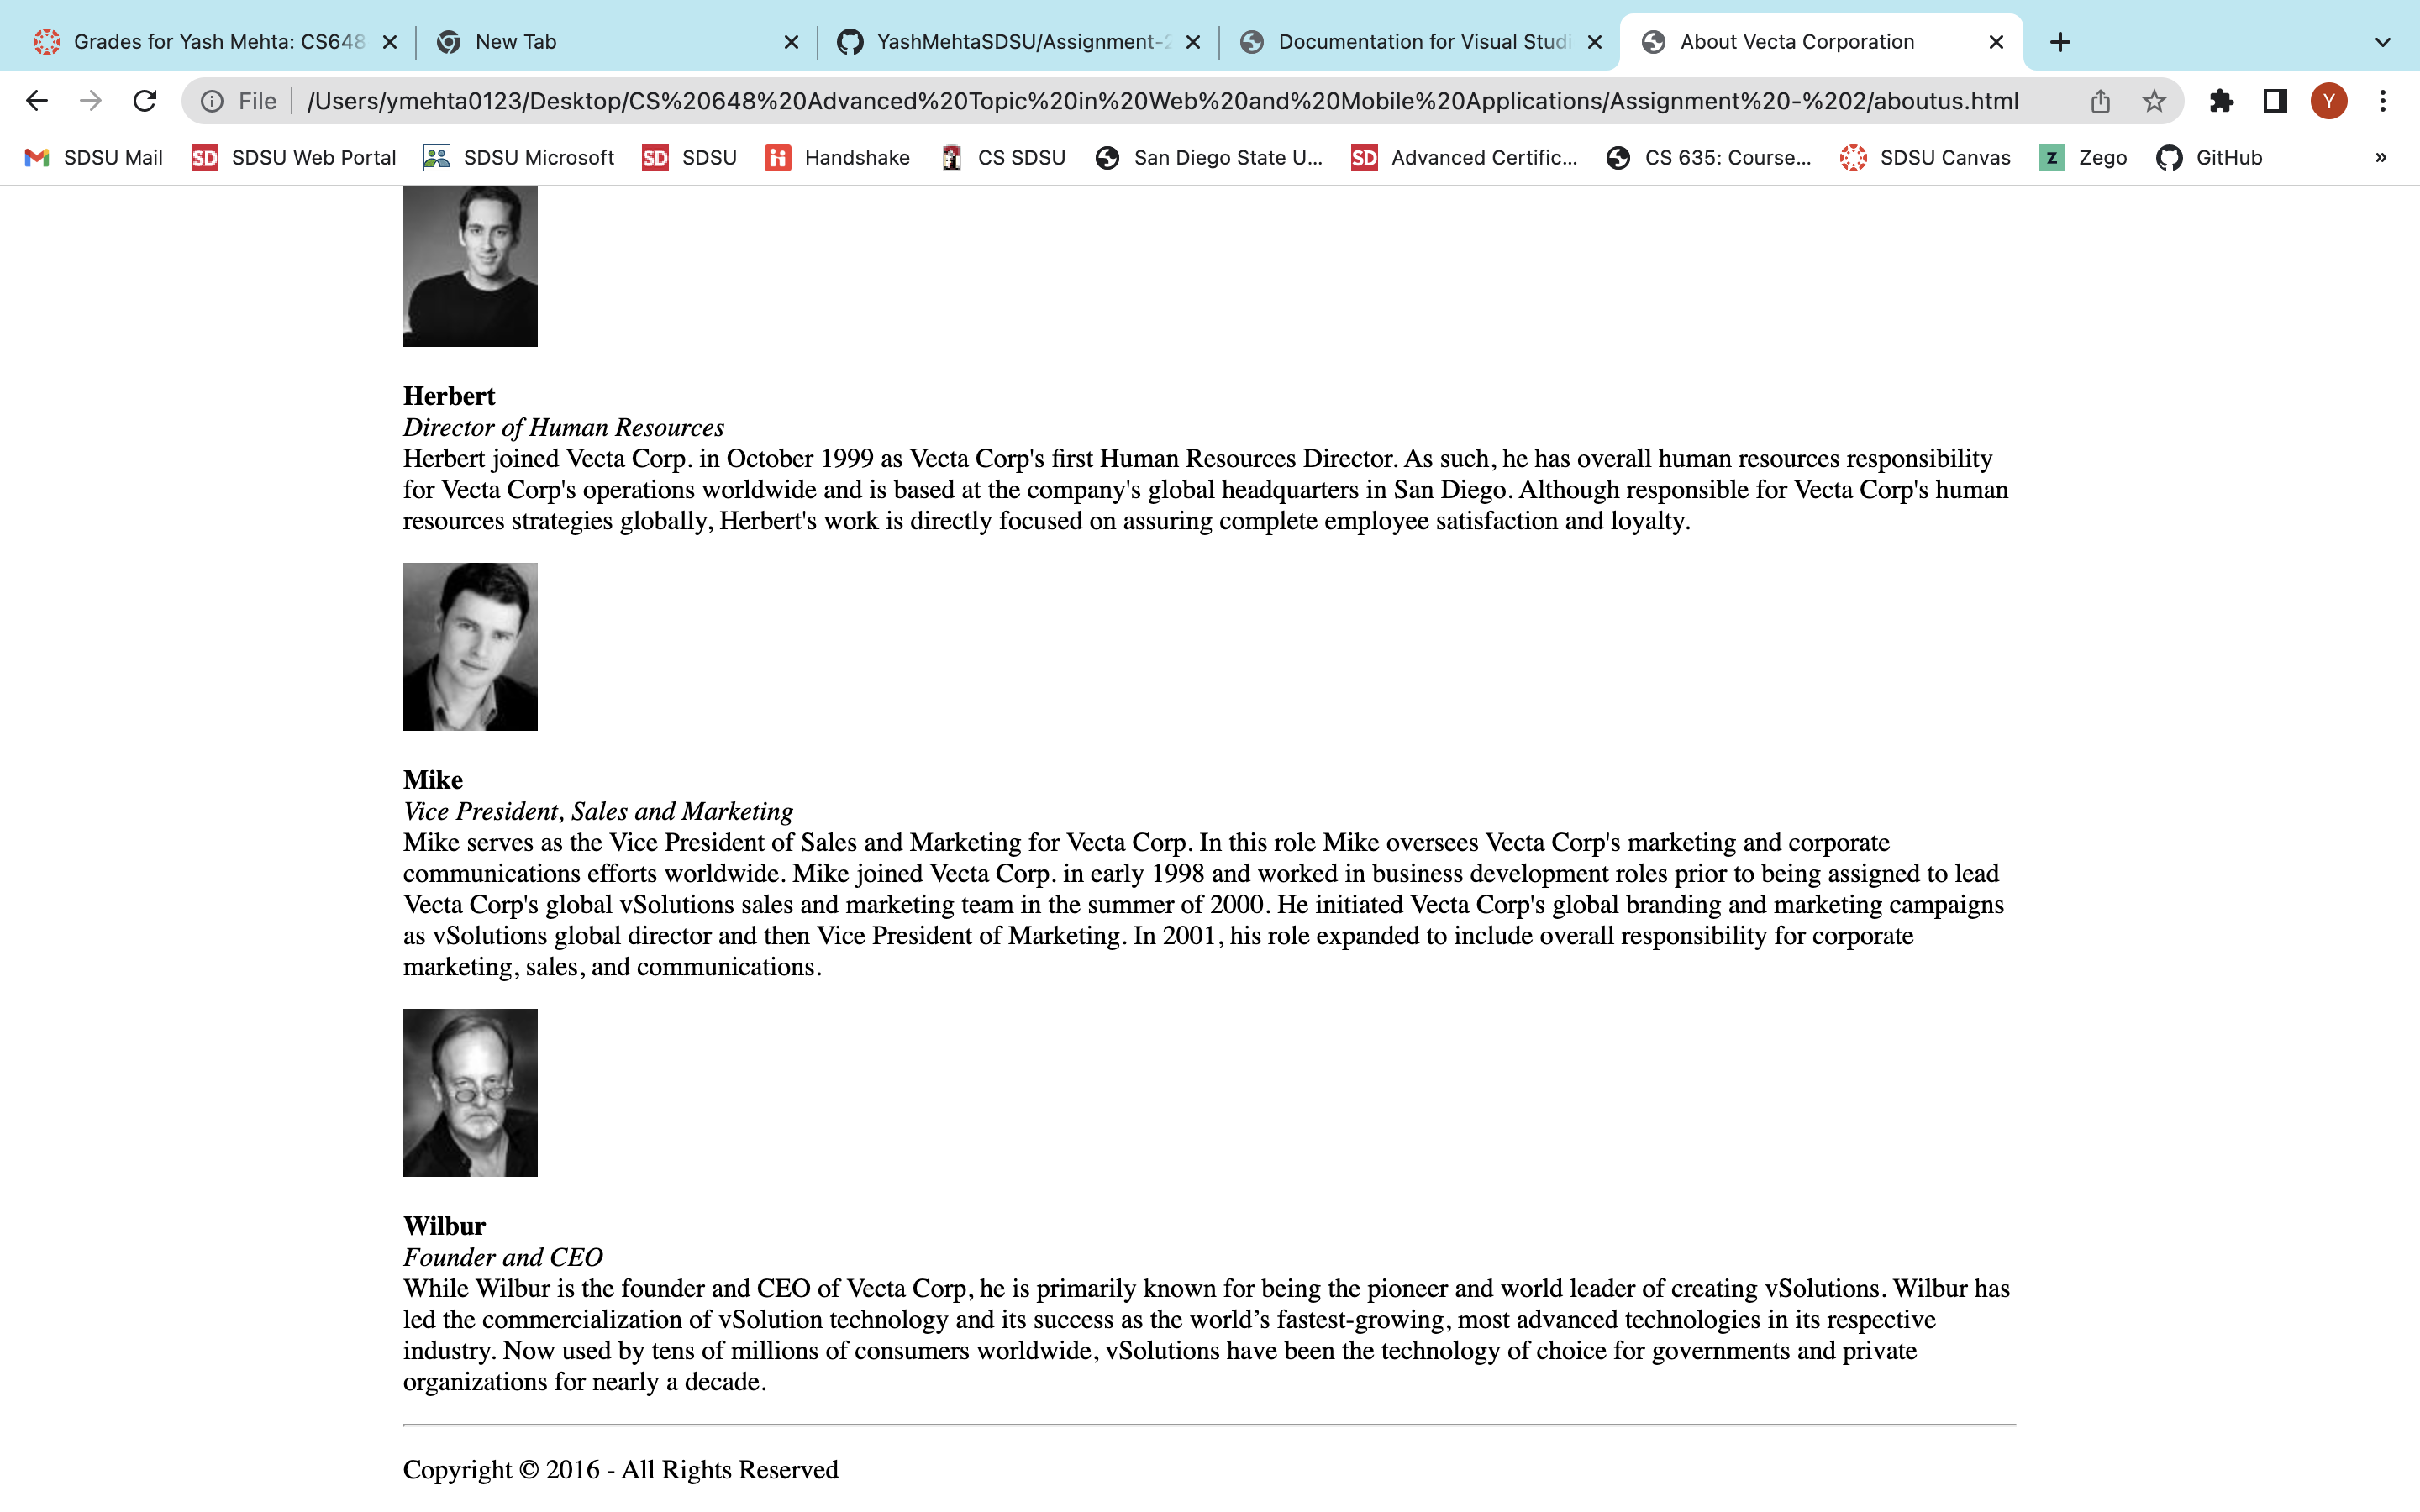 Grades for Yash Mehta: CS648
New Tab
YashMehtaSDSU/Assignment-2
Documentation for Visual Studi
About Vecta Corporation
File
/Users/ymehta0123/Desktop/CS%20648%20Advanced%20Topic%20in%20Web%20and%20Mobile%20Applications/Assignment%20-%202/aboutus.html
Y
SDSU Mail
SD SDSU Web Portal
SDSU Microsoft
SD SDSU
Handshake
CS SDSU
San Diego State U...
SD Advanced Certific...
CS 635: Course...
SDSU Canvas
Z Zego
GitHub
»
Herbert
Director of Human Resources
Herbert joined Vecta Corp. in October 1999 as Vecta Corp's first Human Resources Director. As such, he has overall human resources responsibility
for Vecta Corp's operations worldwide and is based at the company's global headquarters in San Diego. Although responsible for Vecta Corp's human
resources strategies globally, Herbert's work is directly focused on assuring complete employee satisfaction and loyalty.
Mike
Vice President, Sales and Marketing
Mike serves as the Vice President of Sales and Marketing for Vecta Corp. In this role Mike oversees Vecta Corp's marketing and corporate
communications efforts worldwide. Mike joined Vecta Corp. in early 1998 and worked in business development roles prior to being assigned to lead
Vecta Corp's global vSolutions sales and marketing team in the summer of 2000. He initiated Vecta Corp's global branding and marketing campaigns
as vSolutions global director and then Vice President of Marketing. In 2001, his role expanded to include overall responsibility for corporate
marketing, sales, and communications.
Wilbur
Founder and CEO
While Wilbur is the founder and CEO of Vecta Corp, he is primarily known for being the pioneer and world leader of creating vSolutions. Wilbur has
led the commercialization of vSolution technology and its success as the world’s fastest-growing, most advanced technologies in its respective
industry. Now used by tens of millions of consumers worldwide, vSolutions have been the technology of choice for governments and private
organizations for nearly a decade.
Copyright © 2016 - All Rights Reserved